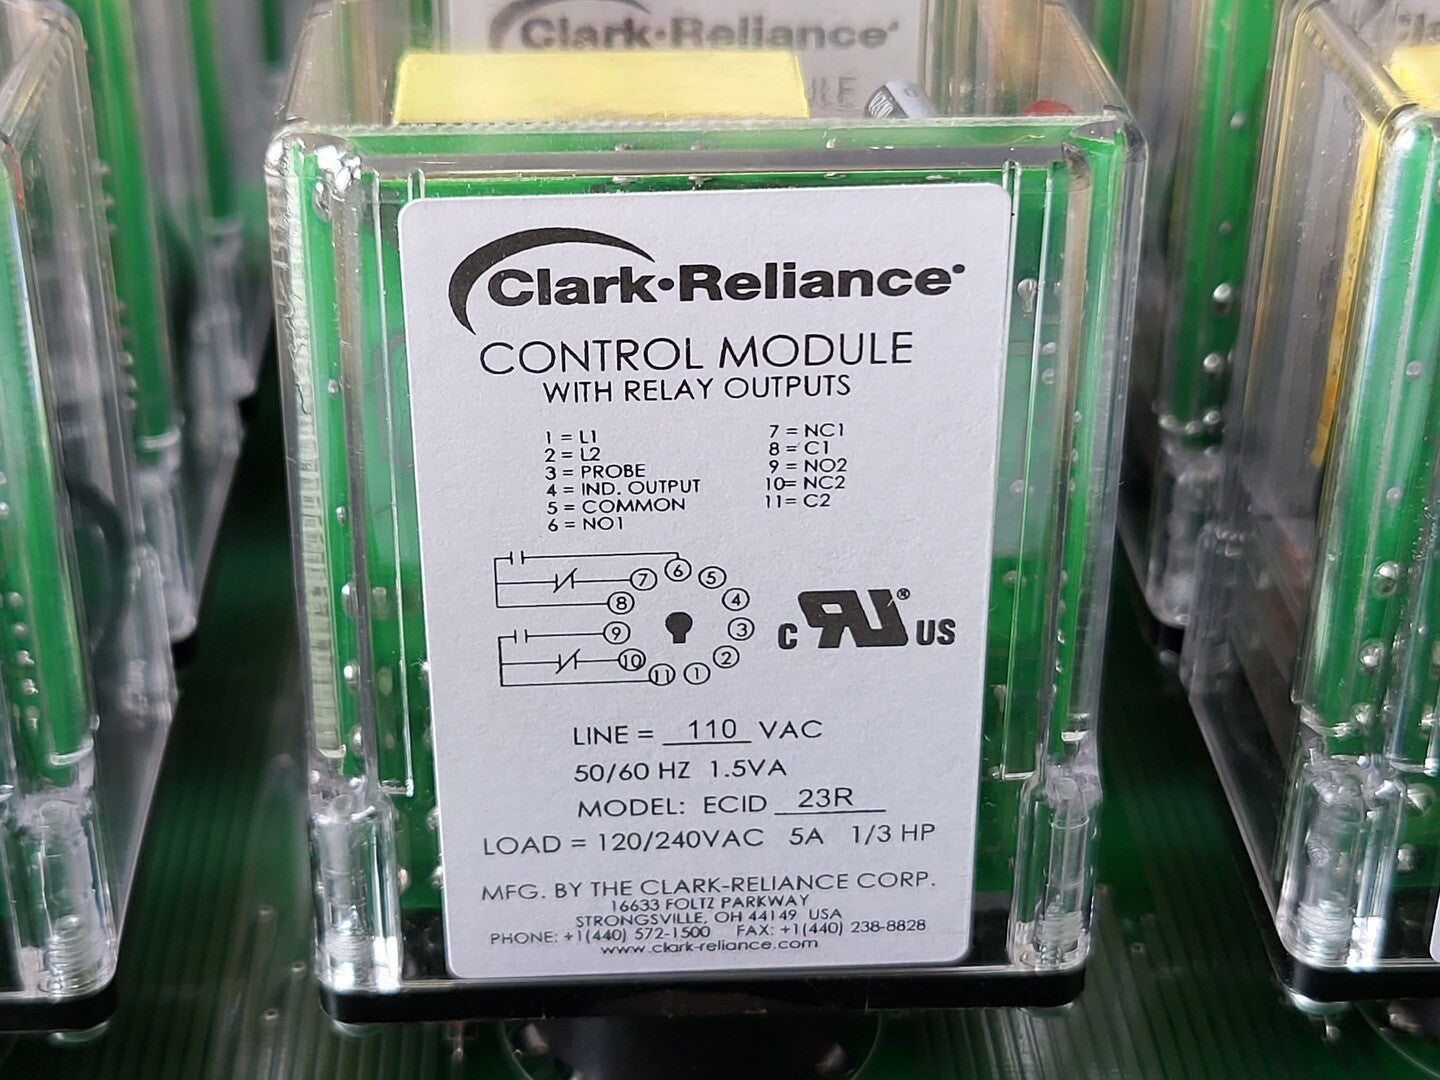 Clark·Reliance
ULE
Clark·Reliance®
CONTROL MODULE
WITH RELAY OUTPUTS
1 = L1
2 = L2
3 = PROBE
4 = IND. OUTPUT
5 = COMMON
6 = NO1
7 = NC1
8 = C1
9 = NO2
10= NC2
11= C2
6
7
5
8
4
9
3
10
2
11
1
c RU® US
LINE = 110 VAC
50/60 HZ 1.5VA
MODEL: ECID 23R
LOAD = 120/240VAC 5A 1/3 HP
MFG. BY THE CLARK-RELIANCE CORP.
16633 FOLTZ PARKWAY
STRONGSVILLE, OH 44149 USA
PHONE: +1(440) 572-1500 FAX: +1(440) 238-8828
www.clark-reliance.com